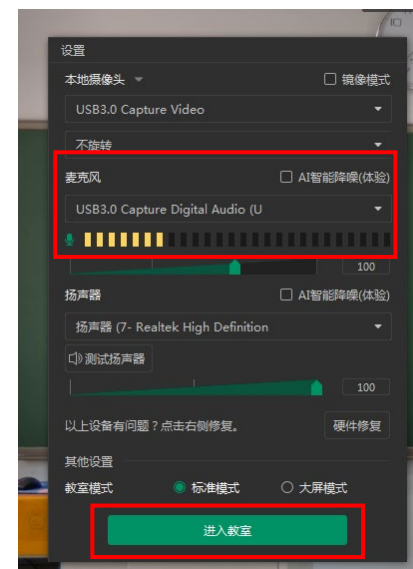 设置
本地摄像头 镜像模式
USB3.0 Capture Video
不旋转
麦克风 AI智能降噪(体验)
USB3.0 Capture Digital Audio (U
100
扬声器 AI智能降噪(体验)
扬声器 (7- Realtek High Definition
测试扬声器
100
以上设备有问题？点击右侧修复。 硬件修复
其他设置
教室模式 标准模式 大屏模式
进入教室